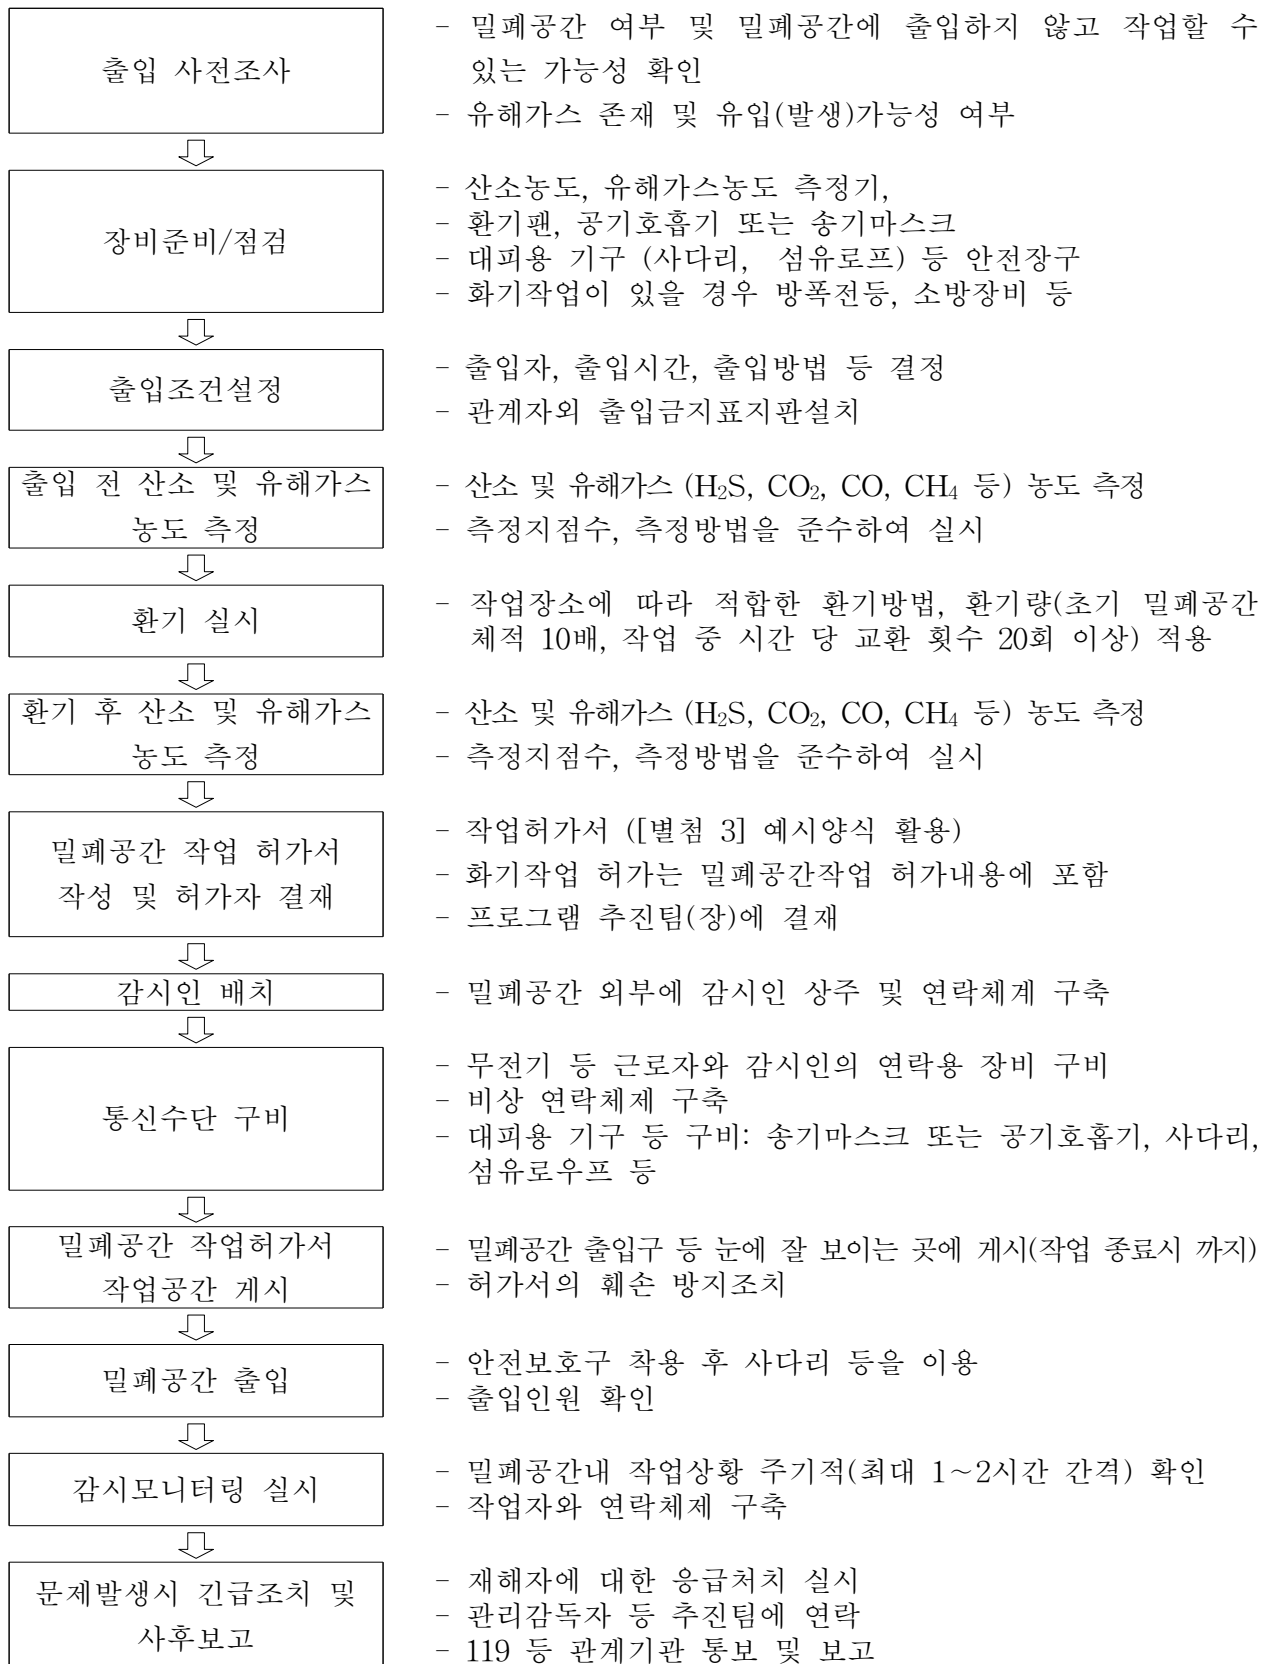 출입 사전조사
- 밀폐공간 여부 및 밀폐공간에 출입하지 않고 작업할 수
있는 가능성 확인
- 유해가스 존재 및 유입(발생)가능성 여부
장비준비/점검
- 산소농도, 유해가스농도 측정기,
- 환기팬, 공기호흡기 또는 송기마스크
- 대피용 기구 (사다리, 섬유로프) 등 안전장구
- 화기작업이 있을 경우 방폭전등, 소방장비 등
출입조건설정
- 출입자, 출입시간, 출입방법 등 결정
- 관계자외 출입금지표지판설치
출입 전 산소 및 유해가스
농도 측정
- 산소 및 유해가스 (H₂S, CO₂, CO, CH₄ 등) 농도 측정
- 측정지점수, 측정방법을 준수하여 실시
환기 실시
- 작업장소에 따라 적합한 환기방법, 환기량(초기 밀폐공간
체적 10배, 작업 중 시간 당 교환 횟수 20회 이상) 적용
환기 후 산소 및 유해가스
농도 측정
- 산소 및 유해가스 (H₂S, CO₂, CO, CH₄ 등) 농도 측정
- 측정지점수, 측정방법을 준수하여 실시
밀폐공간 작업 허가서
작성 및 허가자 결재
- 작업허가서 ([별첨 3] 예시양식 활용)
- 화기작업 허가는 밀폐공간작업 허가내용에 포함
- 프로그램 추진팀(장)에 결재
감시인 배치
- 밀폐공간 외부에 감시인 상주 및 연락체계 구축
통신수단 구비
- 무전기 등 근로자와 감시인의 연락용 장비 구비
- 비상 연락체제 구축
- 대피용 기구 등 구비: 송기마스크 또는 공기호흡기, 사다리,
섬유로우프 등
밀폐공간 작업허가서
작업공간 게시
- 밀폐공간 출입구 등 눈에 잘 보이는 곳에 게시(작업 종료시 까지)
- 허가서의 훼손 방지조치
밀폐공간 출입
- 안전보호구 착용 후 사다리 등을 이용
- 출입인원 확인
감시모니터링 실시
- 밀폐공간내 작업상황 주기적(최대 1~2시간 간격) 확인
- 작업자와 연락체제 구축
문제발생시 긴급조치 및
사후보고
- 재해자에 대한 응급처치 실시
- 관리감독자 등 추진팀에 연락
- 119 등 관계기관 통보 및 보고